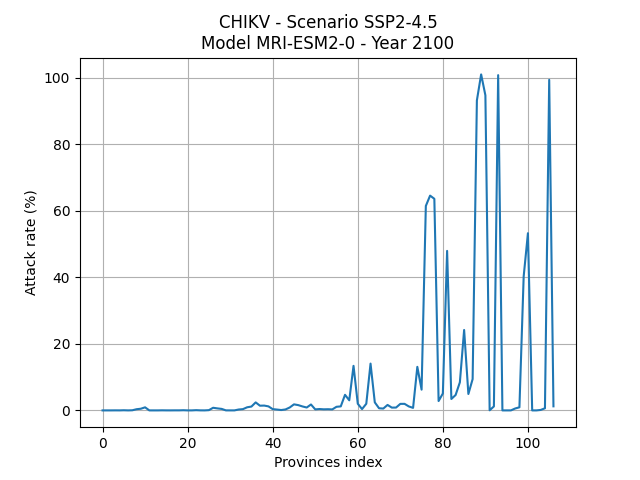 CHIKV - Scenario SSP2-4.5
Model MRI-ESM2-0 - Year 2100
Attack rate (%)
100
80
60
40
20
0
0 20 40 60 80 100
Provinces index